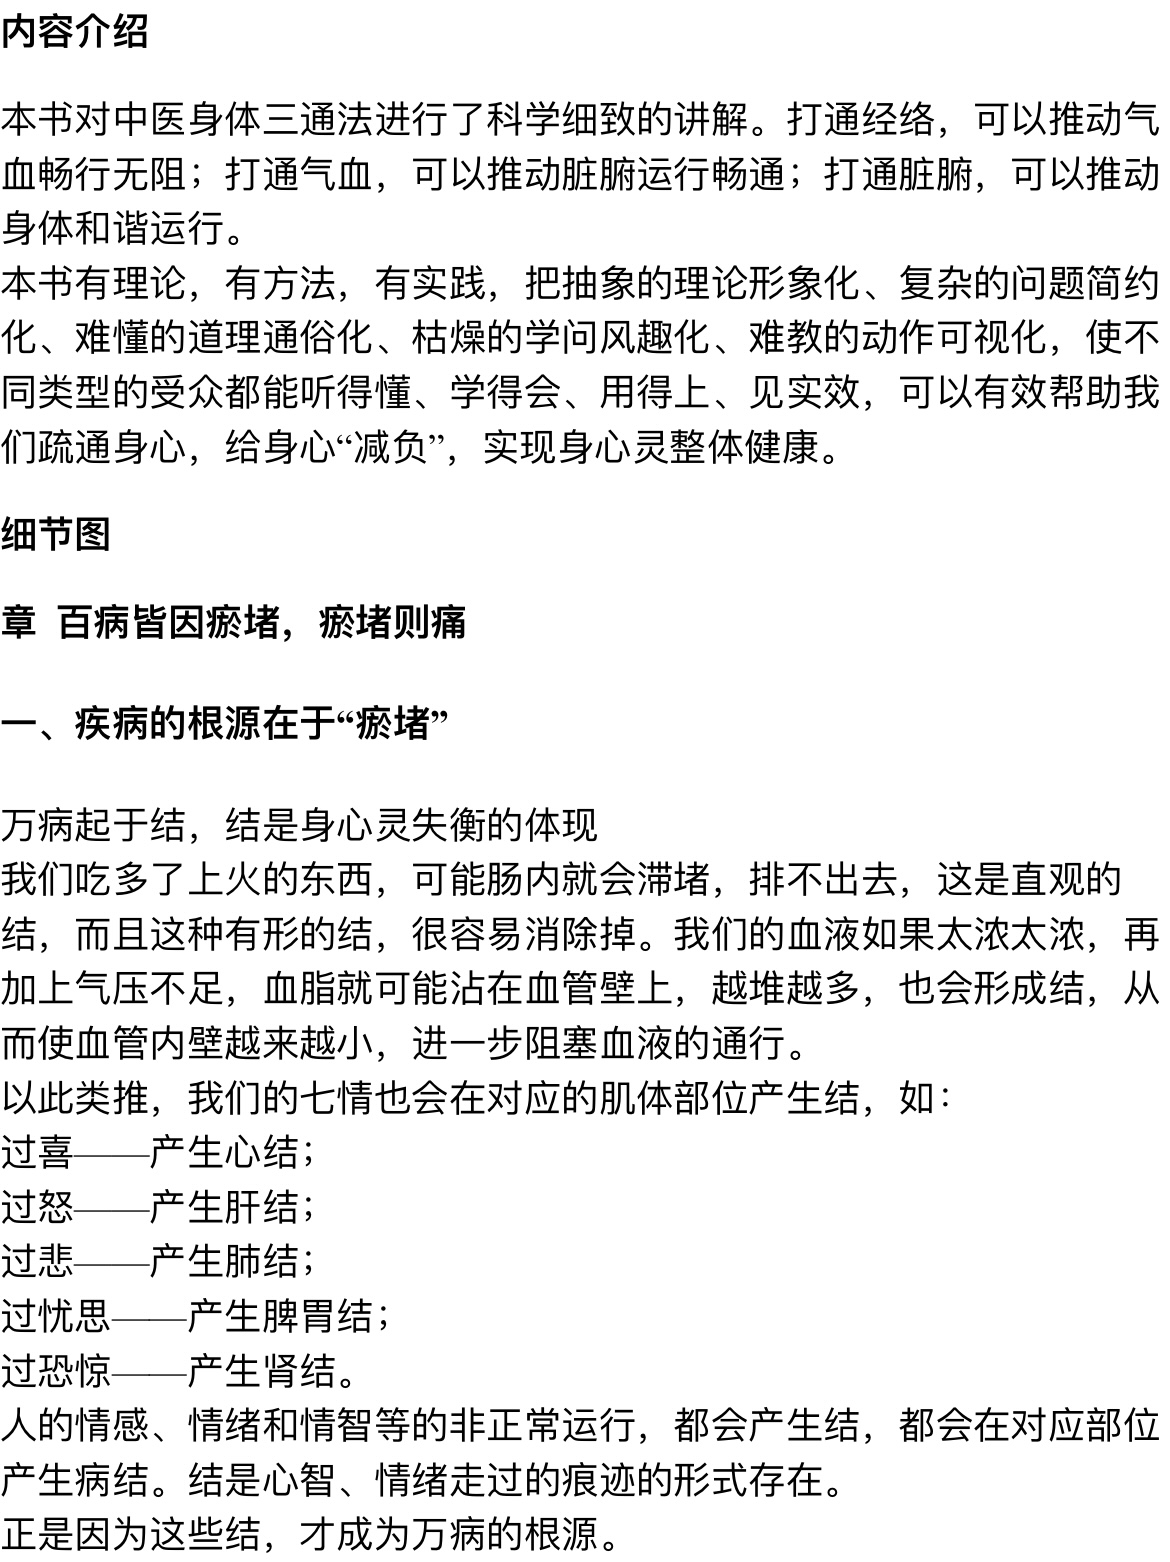 内容介绍
本书对中医身体三通法进行了科学细致的讲解。打通经络，可以推动气
血畅行无阻；打通气血，可以推动脏腑运行畅通；打通脏腑，可以推动
身体和谐运行。
本书有理论，有方法，有实践，把抽象的理论形象化、复杂的问题简约
化、难懂的道理通俗化、枯燥的学问风趣化、难教的动作可视化，使不
同类型的受众都能听得懂、学得会、用得上、见实效，可以有效帮助我
们疏通身心，给身心“减负”，实现身心灵整体健康。
细节图
章 百病皆因瘀堵，瘀堵则痛
一、疾病的根源在于“瘀堵”
万病起于结，结是身心灵失衡的体现
我们吃多了上火的东西，可能肠内就会滞堵，排不出去，这是直观的
结，而且这种有形的结，很容易消除掉。我们的血液如果太浓太浓，再
加上气压不足，血脂就可能沾在血管壁上，越堆越多，也会形成结，从
而使血管内壁越来越小，进一步阻塞血液的通行。
以此类推，我们的七情也会在对应的肌体部位产生结，如：
过喜——产生心结；
过怒——产生肝结；
过悲——产生肺结；
过忧思——产生脾胃结；
过恐惊——产生肾结。
人的情感、情绪和情智等的非正常运行，都会产生结，都会在对应部位
产生病结。结是心智、情绪走过的痕迹的形式存在。
正是因为这些结，才成为万病的根源。